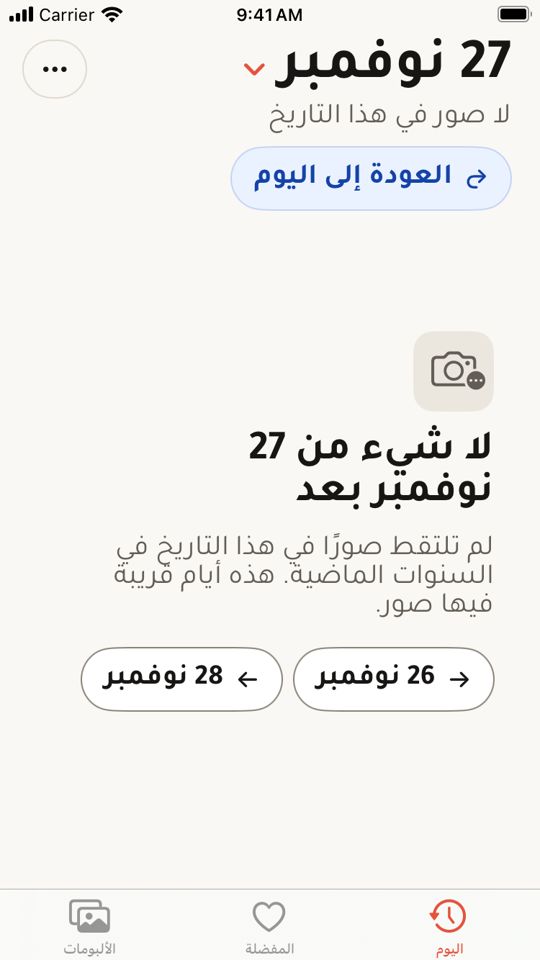 Carrier 9:41 AM
27 نوفمبر
لا صور في هذا التاريخ
العودة إلى اليوم
لا شيء من 27
نوفمبر بعد
لم تلتقط صورًا في هذا التاريخ في
السنوات الماضية. هذه أيام قريبة
فيها صور.
26 نوفمبر
28 نوفمبر
اليوم
المفضلة
الألبومات